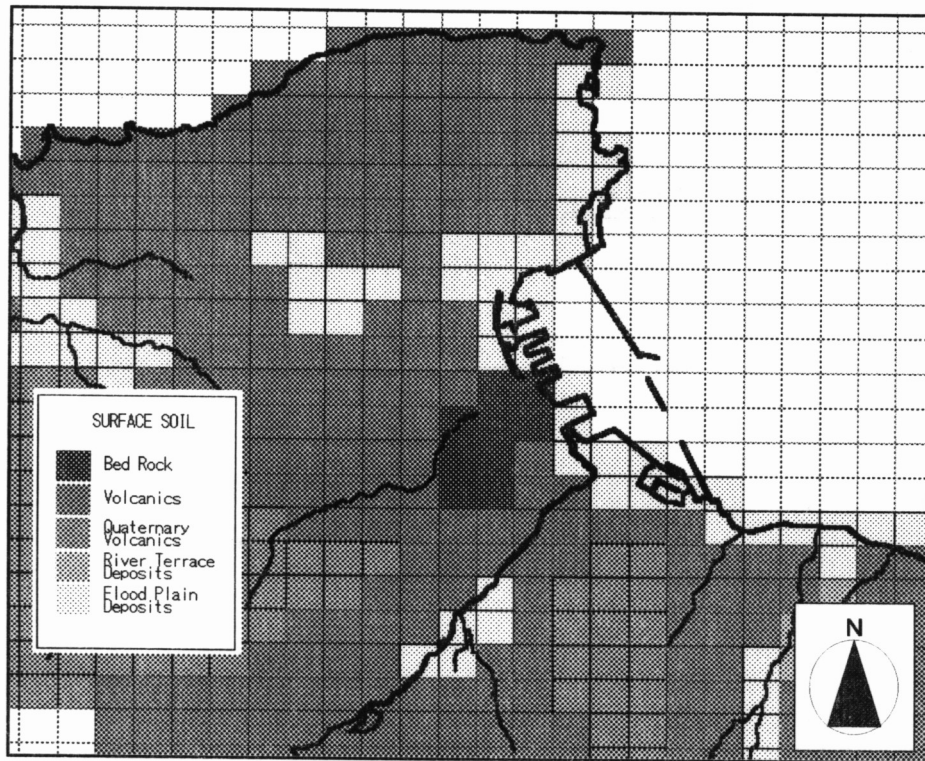 SURFACE SOIL
Bed Rock
Volcanics
Quaternary
Volcanics
River Terrace
Deposits
Flood Plain
Deposits
N